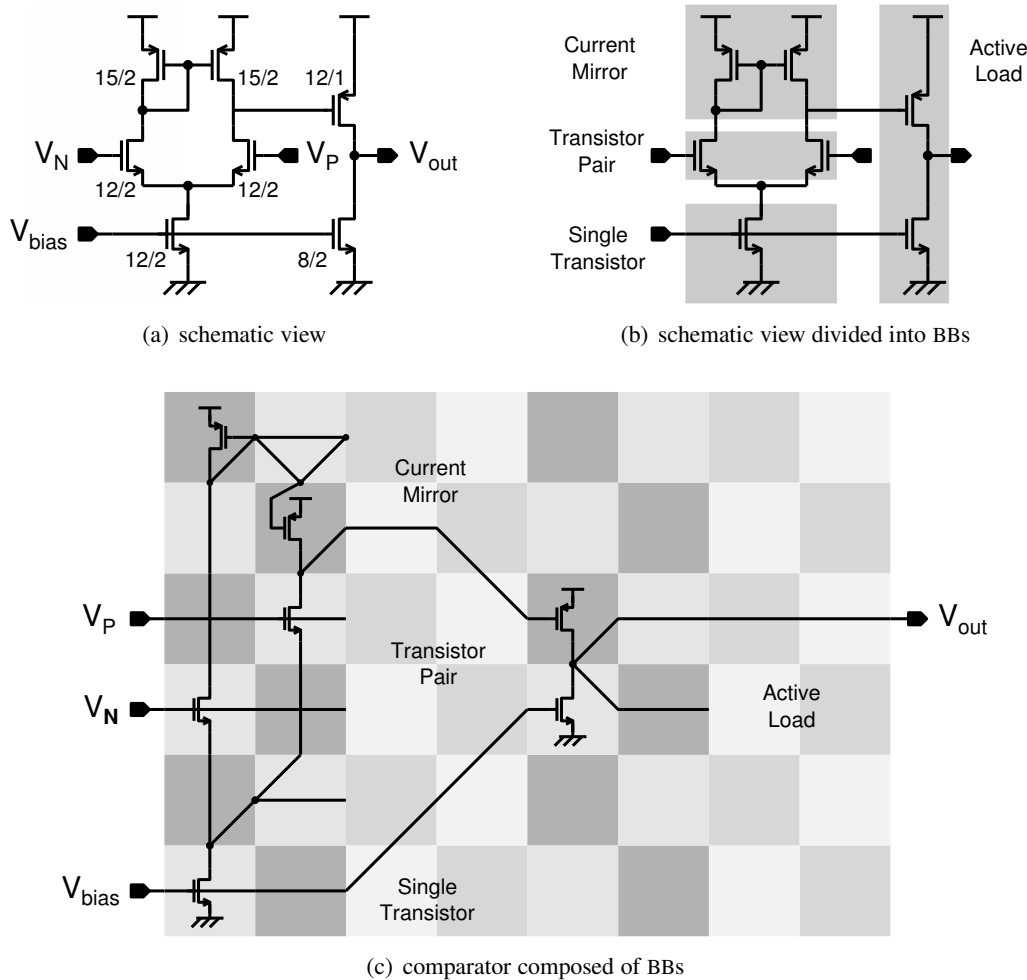 15/2 15/2 12/1
V_N V_P V_out
12/2 12/2
V_bias
12/2 8/2
(a) schematic view
Current
Mirror
Active
Load
Transistor
Pair
Single
Transistor
(b) schematic view divided into BBs
Current
Mirror
V_P
V_out
Transistor
Pair
V_N
Active
Load
V_bias
Single
Transistor
(c) comparator composed of BBs